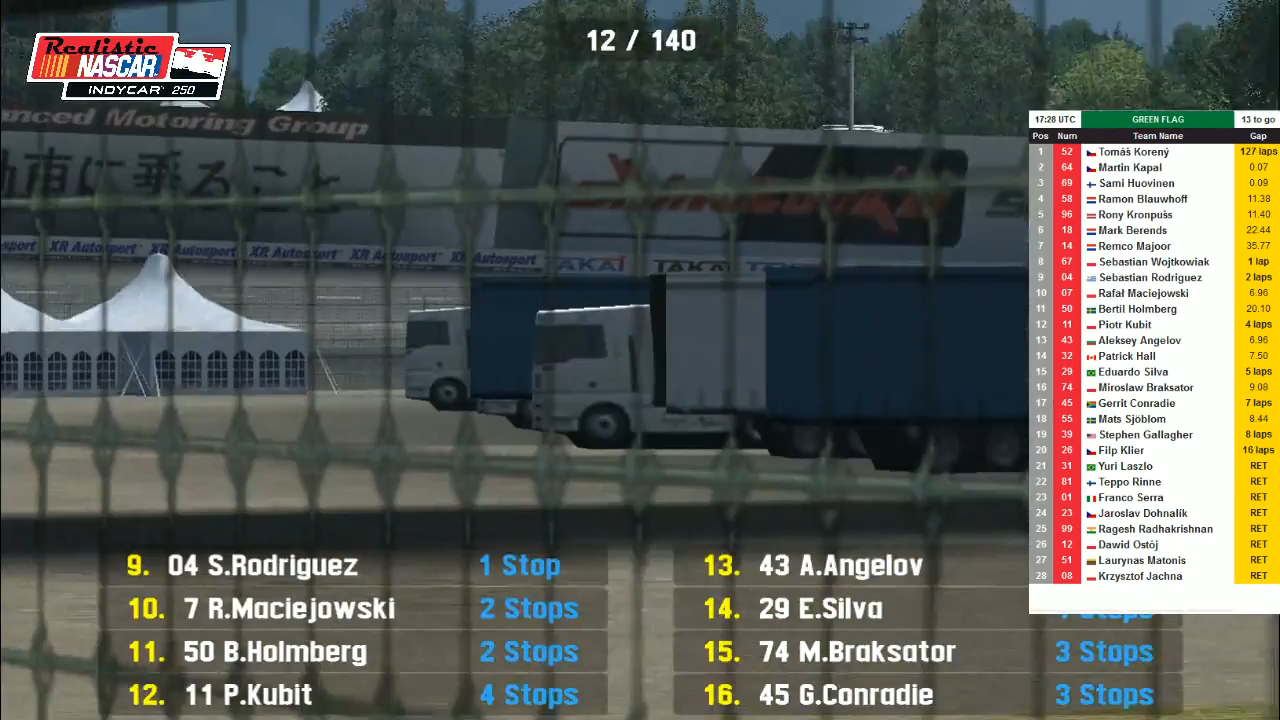 Realistic
NASCAR
INDYCAR 250
12 / 140
anced Motoring Group
動車に乗ること
XR Autosport XR Autosport XR Autosport XR Autosport
TAKAI TAKAI
17:28 UTC GREEN FLAG 13 to go
Pos Num Team Name Gap
1 52 Tomáš Korený 127 laps
2 64 Martin Kapal 0.07
3 69 Sami Huovinen 0.09
4 58 Ramon Blauwhoff 11.38
5 96 Rony Kronpušs 11.40
6 18 Mark Berends 22.44
7 14 Remco Majoor 35.77
8 67 Sebastian Wojtkowiak 1 lap
9 04 Sebastian Rodriguez 2 laps
10 07 Rafał Maciejowski 6.96
11 50 Bertil Holmberg 20.10
12 11 Piotr Kubit 4 laps
13 43 Aleksey Angelov 6.96
14 32 Patrick Hall 7.50
15 29 Eduardo Silva 5 laps
16 74 Miroslaw Braksator 9.08
17 45 Gerrit Conradie 7 laps
18 55 Mats Sjöblom 8.44
19 39 Stephen Gallagher 8 laps
20 26 Filp Klier 16 laps
21 31 Yuri Laszlo RET
22 81 Teppo Rinne RET
23 01 Franco Serra RET
24 23 Jaroslav Dohnalík RET
25 99 Ragesh Radhakrishnan RET
26 12 Dawid Ostój RET
27 51 Laurynas Matonis RET
28 08 Krzysztof Jachna RET
9. 04 S.Rodriguez 1 Stop
10. 7 R.Maciejowski 2 Stops
11. 50 B.Holmberg 2 Stops
12. 11 P.Kubit 4 Stops
13. 43 A.Angelov
14. 29 E.Silva Stops
15. 74 M.Braksator 3 Stops
16. 45 G.Conradie 3 Stops